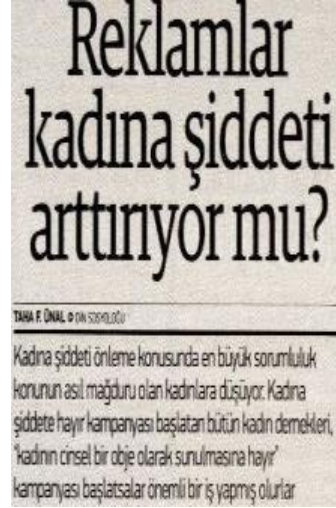 Reklamlar
kadına şiddeti
arttırıyor mu?
TAHA F. ÜNAL DİN SOSYOLOĞU
Kadına şiddeti önleme konusunda en büyük sorumluluk
konunun asıl mağduru olan kadınlara düşüyor. Kadına
şiddete hayır kampanyası başlatan bütün kadın dernekleri,
"kadının cinsel bir obje olarak sunulmasına hayır"
kampanyası başlatsalar önemli bir iş yapmış olurlar